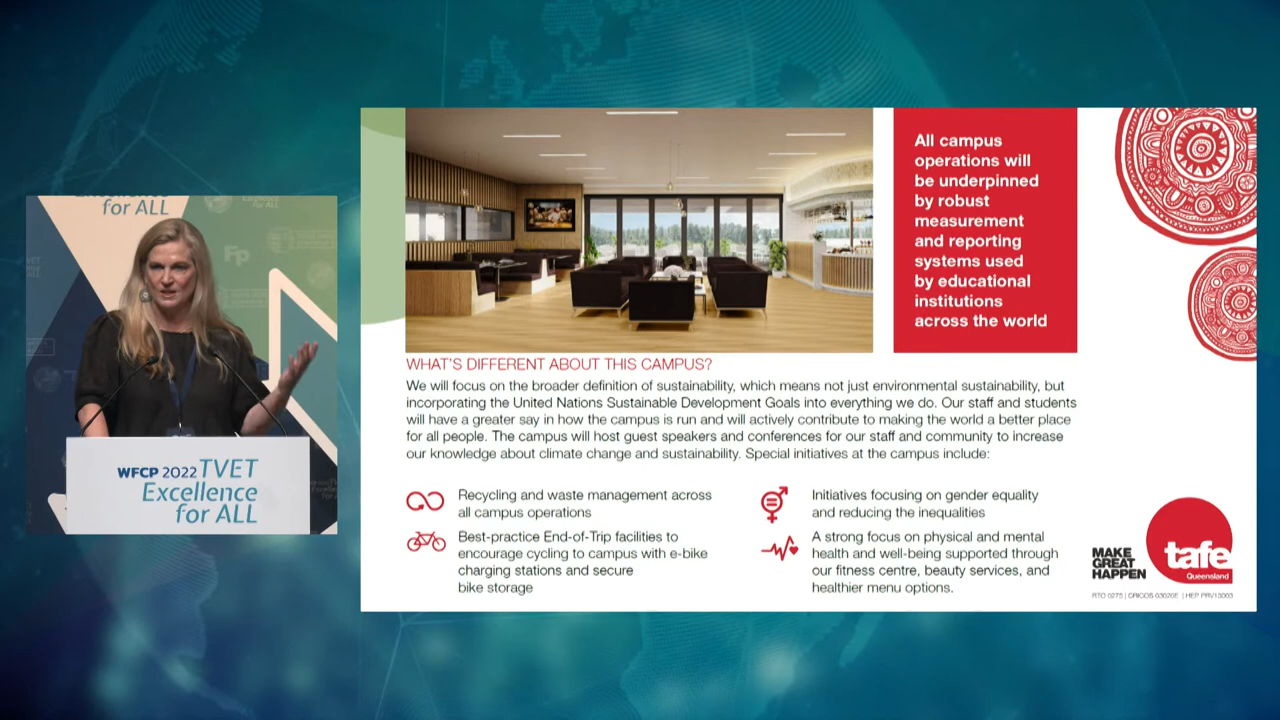 for ALL
Fp
WFCP 2022 TVET
Excellence
for ALL
All campus
operations will
be underpinned
by robust
measurement
and reporting
systems used
by educational
institutions
across the world
WHAT'S DIFFERENT ABOUT THIS CAMPUS?
We will focus on the broader definition of sustainability, which means not just environmental sustainability, but
incorporating the United Nations Sustainable Development Goals into everything we do. Our staff and students
will have a greater say in how the campus is run and will actively contribute to making the world a better place
for all people. The campus will host guest speakers and conferences for our staff and community to increase
our knowledge about climate change and sustainability. Special initiatives at the campus include:
Recycling and waste management across
all campus operations
Best-practice End-of-Trip facilities to
encourage cycling to campus with e-bike
charging stations and secure
bike storage
Initiatives focusing on gender equality
and reducing the inequalities
A strong focus on physical and mental
health and well-being supported through
our fitness centre, beauty services, and
healthier menu options.
MAKE
GREAT
HAPPEN
tafe
Queensland
RTO 0275 | CRICOS 03020E | HEP PRV13003